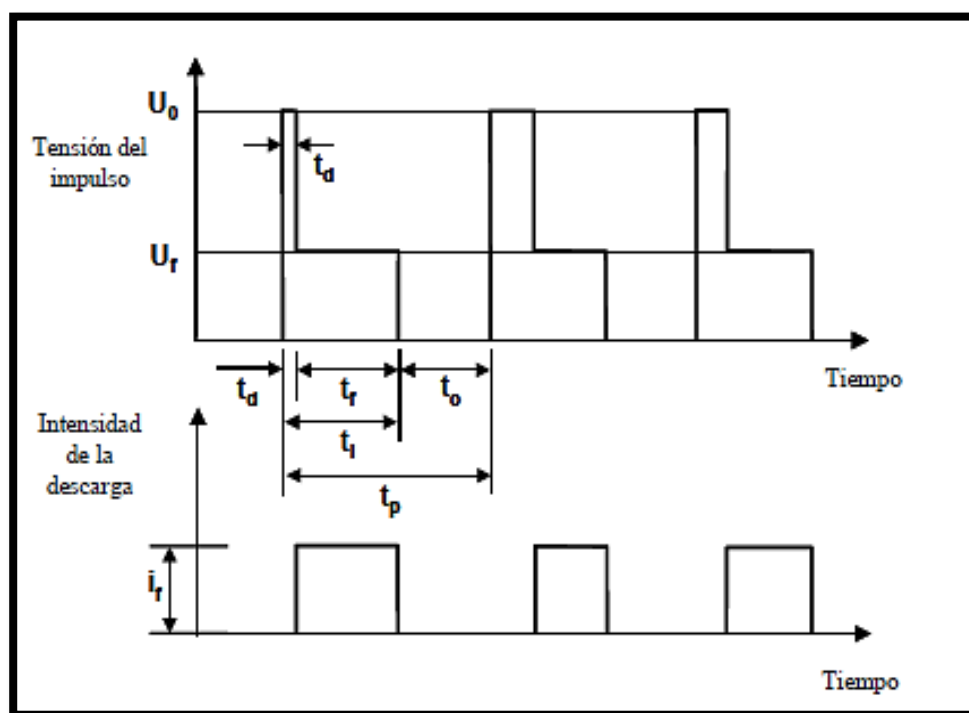 U₀
Tensión del
impulso
t_d
U_f
Tiempo
t_d
t_f
t_o
t_i
t_p
Intensidad
de la
descarga
i_f
Tiempo